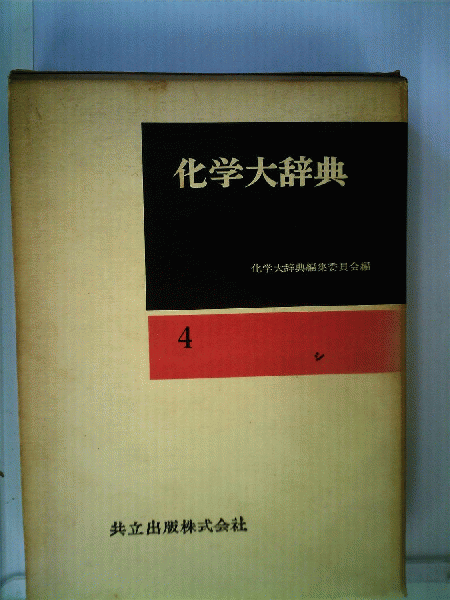 化学大辞典
化学大辞典編集委員会編
4
シ
共立出版株式会社